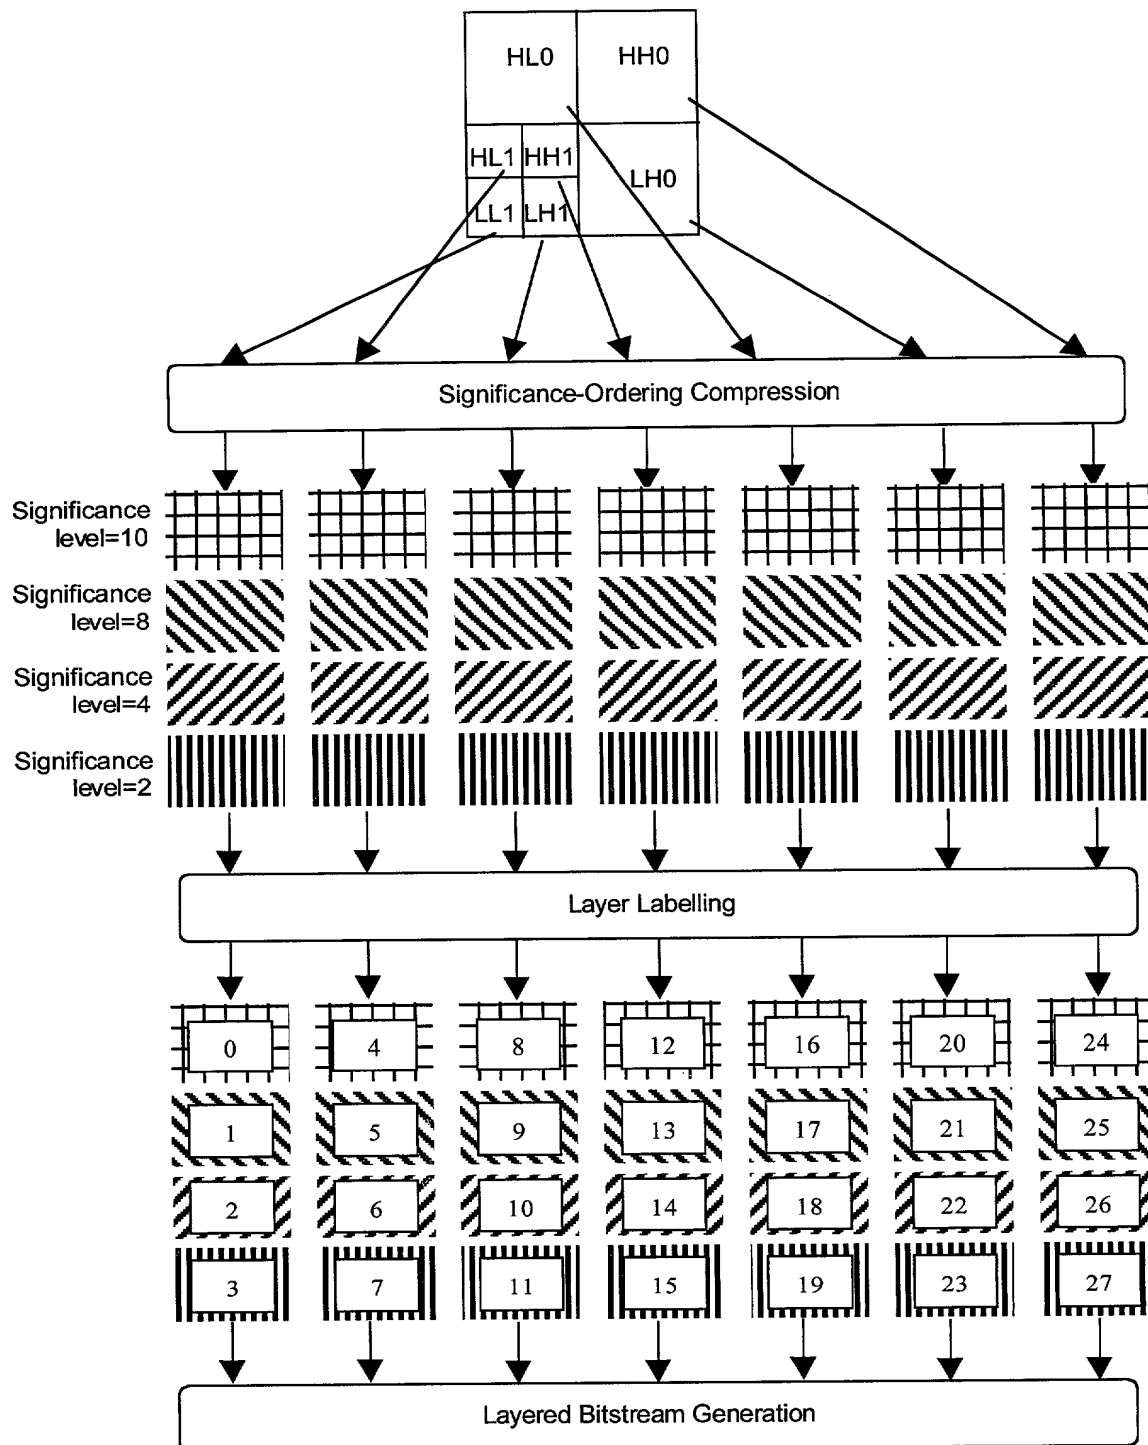 HL0 HH0
HL1 HH1
LH0
LL1 LH1
Significance-Ordering Compression
Significance
level=10
Significance
level=8
Significance
level=4
Significance
level=2
Layer Labelling
0 4 8 12 16 20 24
1 5 9 13 17 21 25
2 6 10 14 18 22 26
3 7 11 15 19 23 27
Layered Bitstream Generation